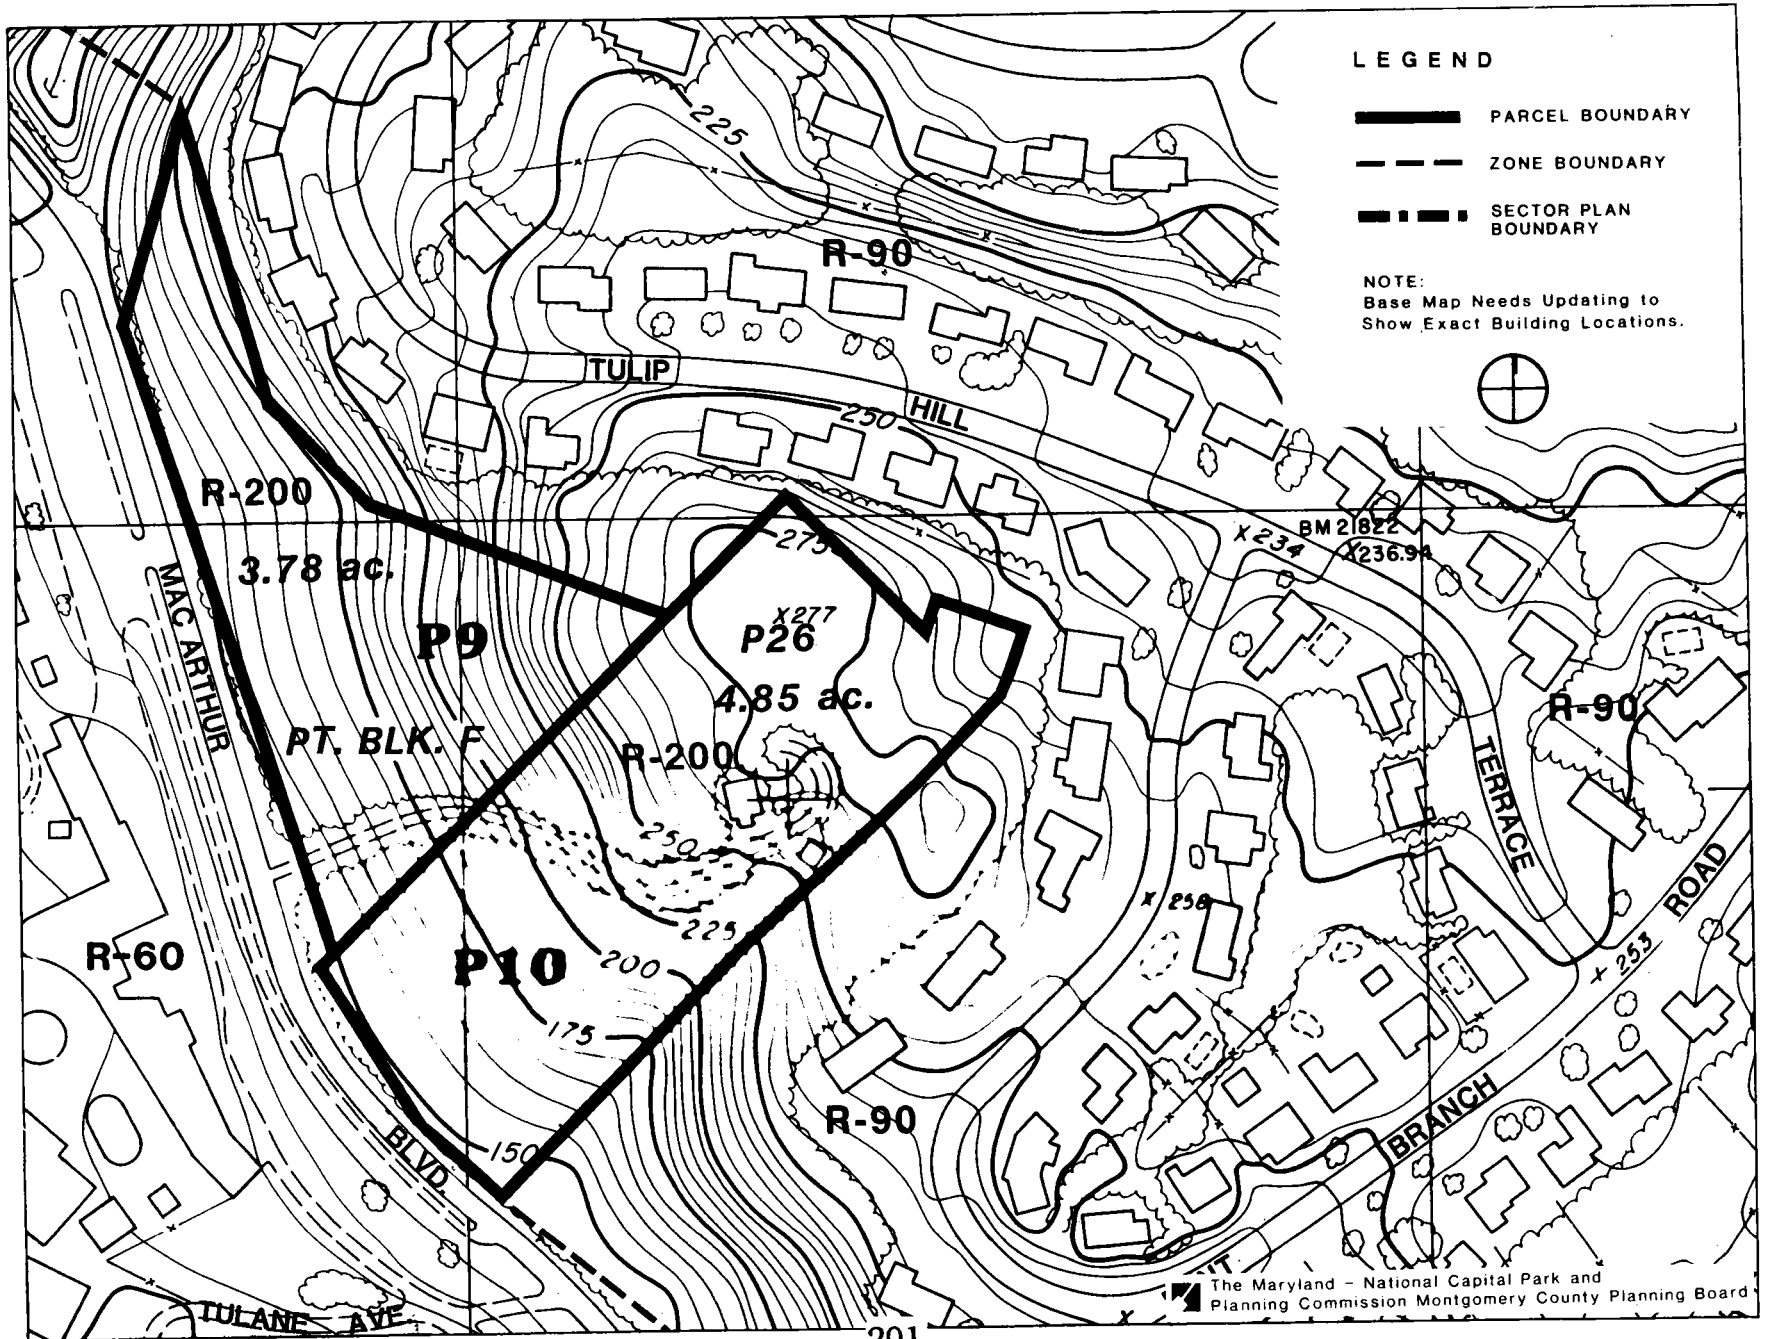 LEGEND
PARCEL BOUNDARY
ZONE BOUNDARY
SECTOR PLAN
BOUNDARY
NOTE:
Base Map Needs Updating to
Show Exact Building Locations.
225
R-90
TULIP
HILL
250
R-200
3.78 ac.
275
X277
P26
4.85 ac.
X234
BM 21822
X236.94
MAC ARTHUR
P9
PT. BLK. F
R-200
R-90
TERRACE
ROAD
250
225
X 258
R-60
P10
200
175
X 253
R-90
BRANCH
BLVD.
150
TULANE AVE.
The Maryland - National Capital Park and
Planning Commission Montgomery County Planning Board
201